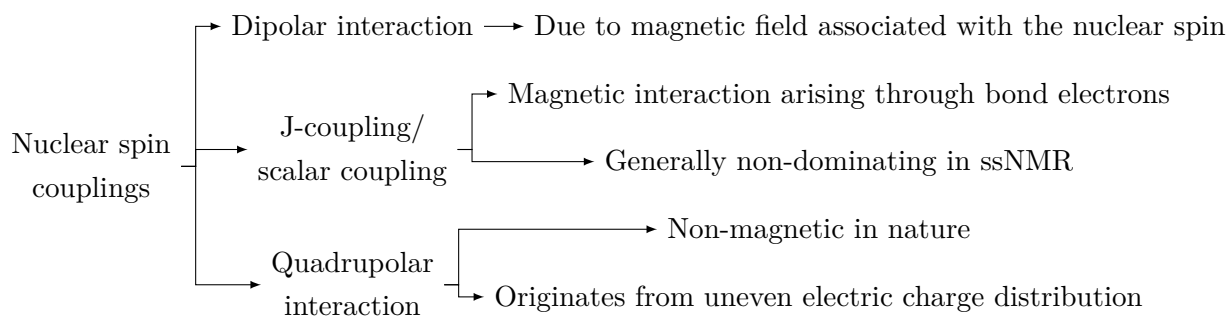 Dipolar interaction
Due to magnetic field associated with the nuclear spin
Nuclear spin
couplings
J-coupling/
scalar coupling
Magnetic interaction arising through bond electrons
Generally non-dominating in ssNMR
Quadrupolar
interaction
Non-magnetic in nature
Originates from uneven electric charge distribution